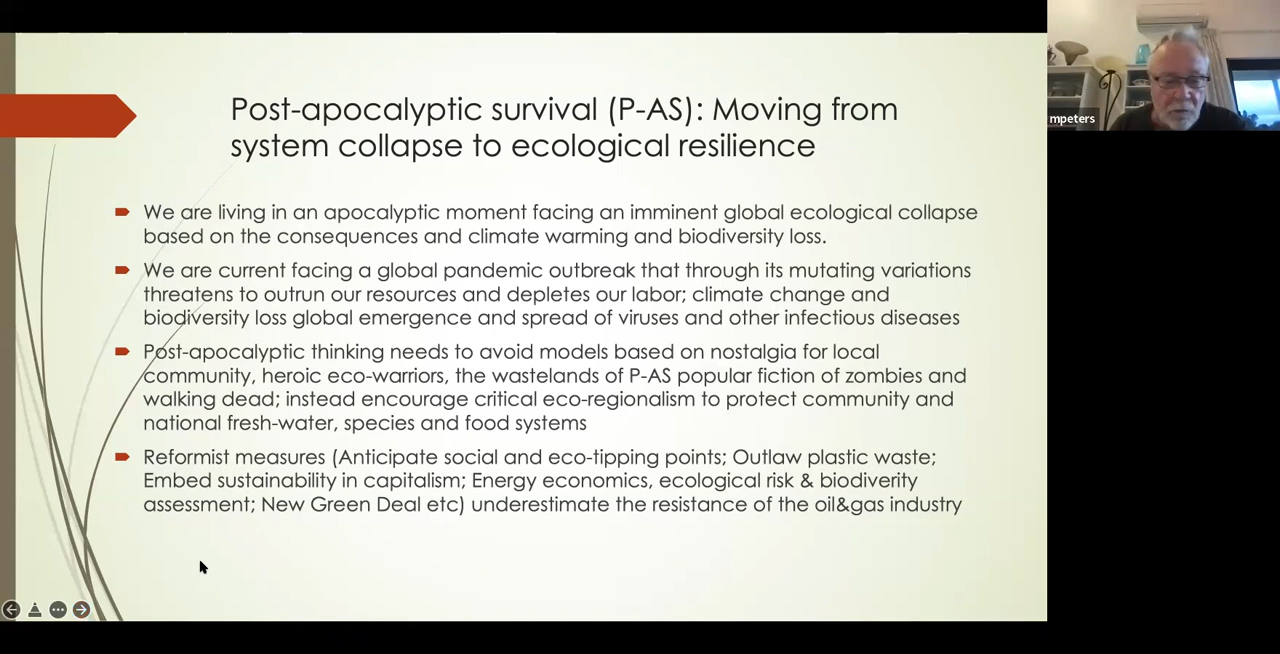 Post-apocalyptic survival (P-AS): Moving from
system collapse to ecological resilience
We are living in an apocalyptic moment facing an imminent global ecological collapse
based on the consequences and climate warming and biodiversity loss.
We are current facing a global pandemic outbreak that through its mutating variations
threatens to outrun our resources and depletes our labor; climate change and
biodiversity loss global emergence and spread of viruses and other infectious diseases
Post-apocalyptic thinking needs to avoid models based on nostalgia for local
community, heroic eco-warriors, the wastelands of P-AS popular fiction of zombies and
walking dead; instead encourage critical eco-regionalism to protect community and
national fresh-water, species and food systems
Reformist measures (Anticipate social and eco-tipping points; Outlaw plastic waste;
Embed sustainability in capitalism; Energy economics, ecological risk & biodiverity
assessment; New Green Deal etc) underestimate the resistance of the oil&gas industry
mpeters